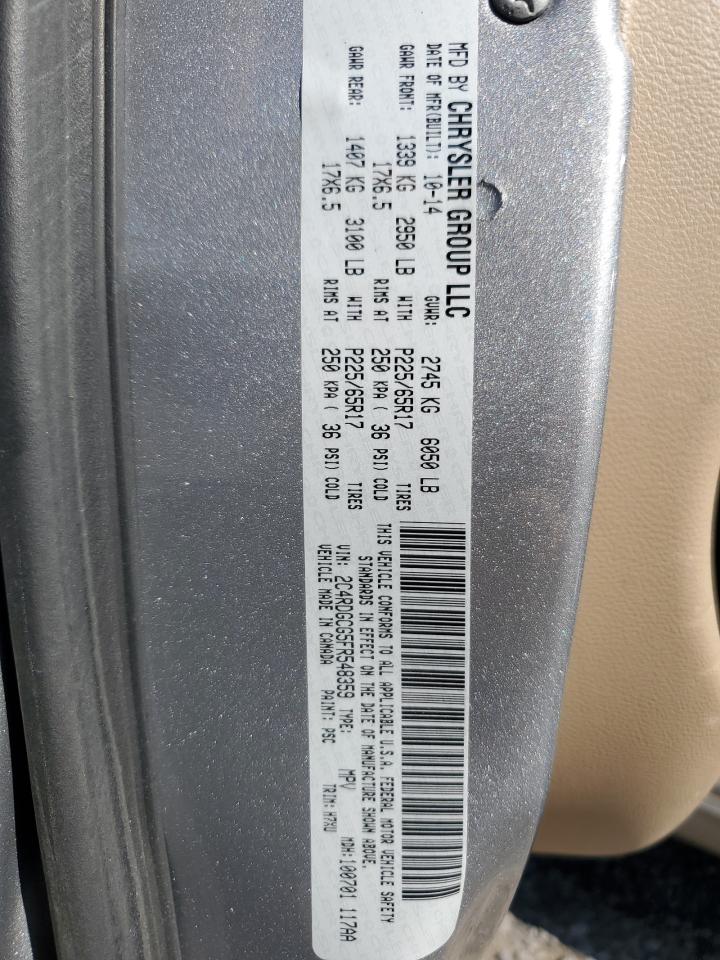 MFD BY CHRYSLER GROUP LLC
DATE OF MFR(BUILT): 10-14 GVWR: 2745 KG 6050 LB
GAWR FRONT: 1339 KG 2950 LB WITH P225/65R17 TIRES
17X6.5 RIMS AT 250 KPA ( 36 PSI) COLD
GAWR REAR: 1407 KG 3100 LB WITH P225/65R17 TIRES
17X6.5 RIMS AT 250 KPA ( 36 PSI) COLD
THIS VEHICLE CONFORMS TO ALL APPLICABLE U.S.A. FEDERAL MOTOR VEHICLE SAFETY
STANDARDS IN EFFECT ON THE DATE OF MANUFACTURE SHOWN ABOVE.
VIN: 2C4RDGCG5FR548359 TYPE: MPV MDH:100701 117AA
VEHICLE MADE IN CANADA PAINT: PSC TRIM:H7XU